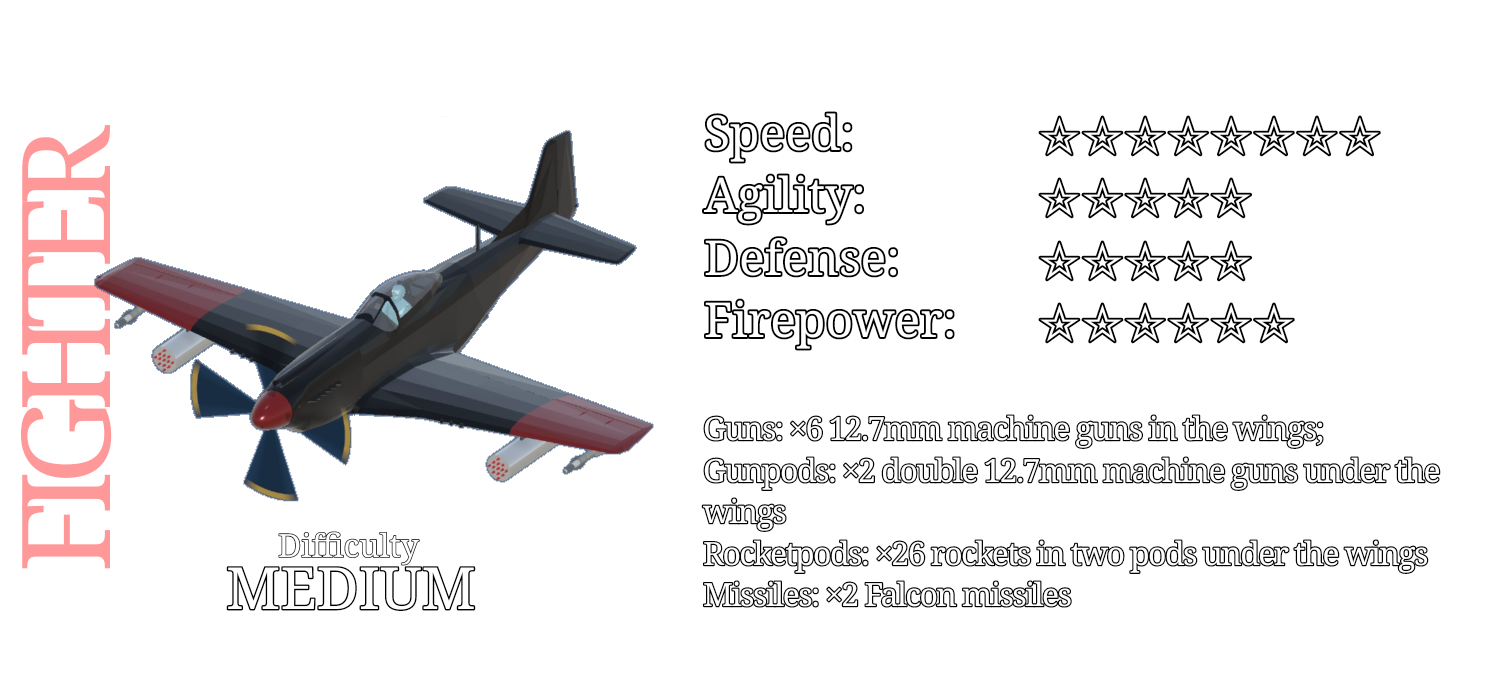 FIGHTER
Speed: ★★★★★★★★
Agility: ★★★★★
Defense: ★★★★★
Firepower: ★★★★★★
Guns: ×6 12.7mm machine guns in the wings;
Gunpods: ×2 double 12.7mm machine guns under the
wings
Rocketpods: ×26 rockets in two pods under the wings
Missiles: ×2 Falcon missiles
Difficulty
MEDIUM